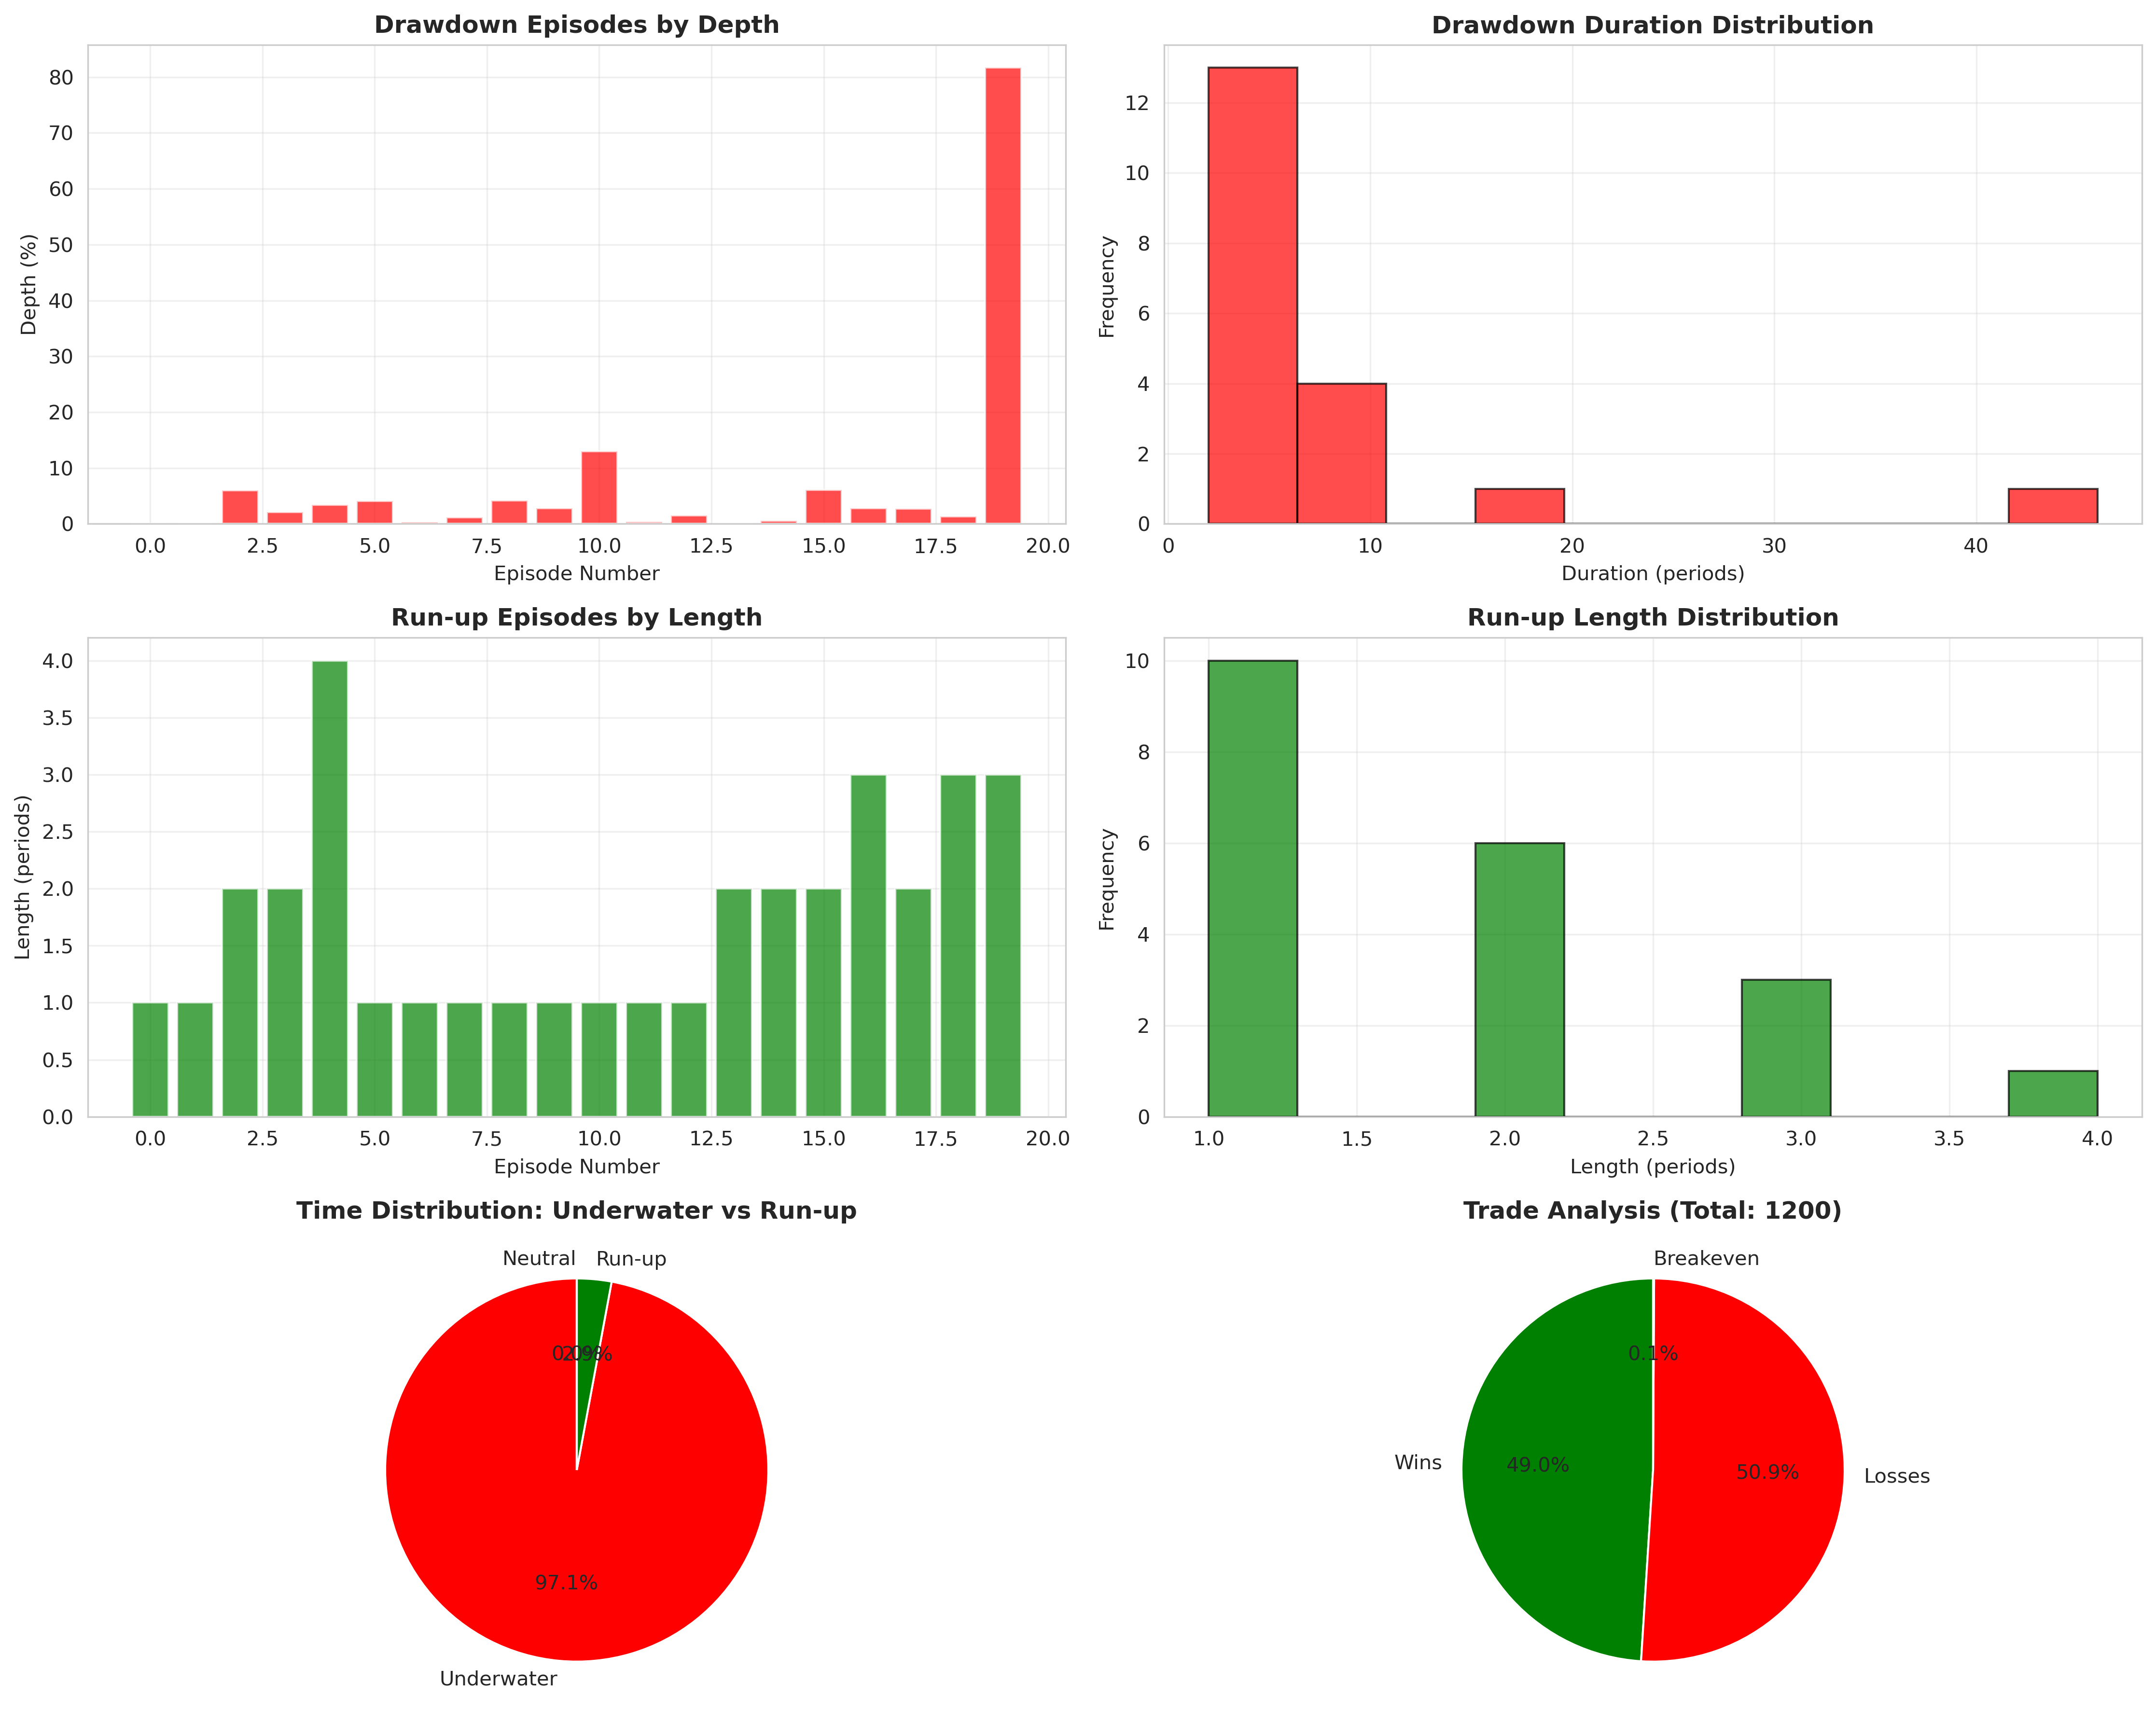 Drawdown Episodes by Depth
Depth (%)
80
70
60
50
40
30
20
10
0
0.0 2.5 5.0 7.5 10.0 12.5 15.0 17.5 20.0
Episode Number
Drawdown Duration Distribution
Frequency
12
10
8
6
4
2
0
0 10 20 30 40
Duration (periods)
Run-up Episodes by Length
Length (periods)
4.0
3.5
3.0
2.5
2.0
1.5
1.0
0.5
0.0
0.0 2.5 5.0 7.5 10.0 12.5 15.0 17.5 20.0
Episode Number
Run-up Length Distribution
Frequency
10
8
6
4
2
0
1.0 1.5 2.0 2.5 3.0 3.5 4.0
Length (periods)
Time Distribution: Underwater vs Run-up
Neutral Run-up
0.0% 2.9%
97.1%
Underwater
Trade Analysis (Total: 1200)
Breakeven
0.1%
Wins 49.0% 50.9% Losses